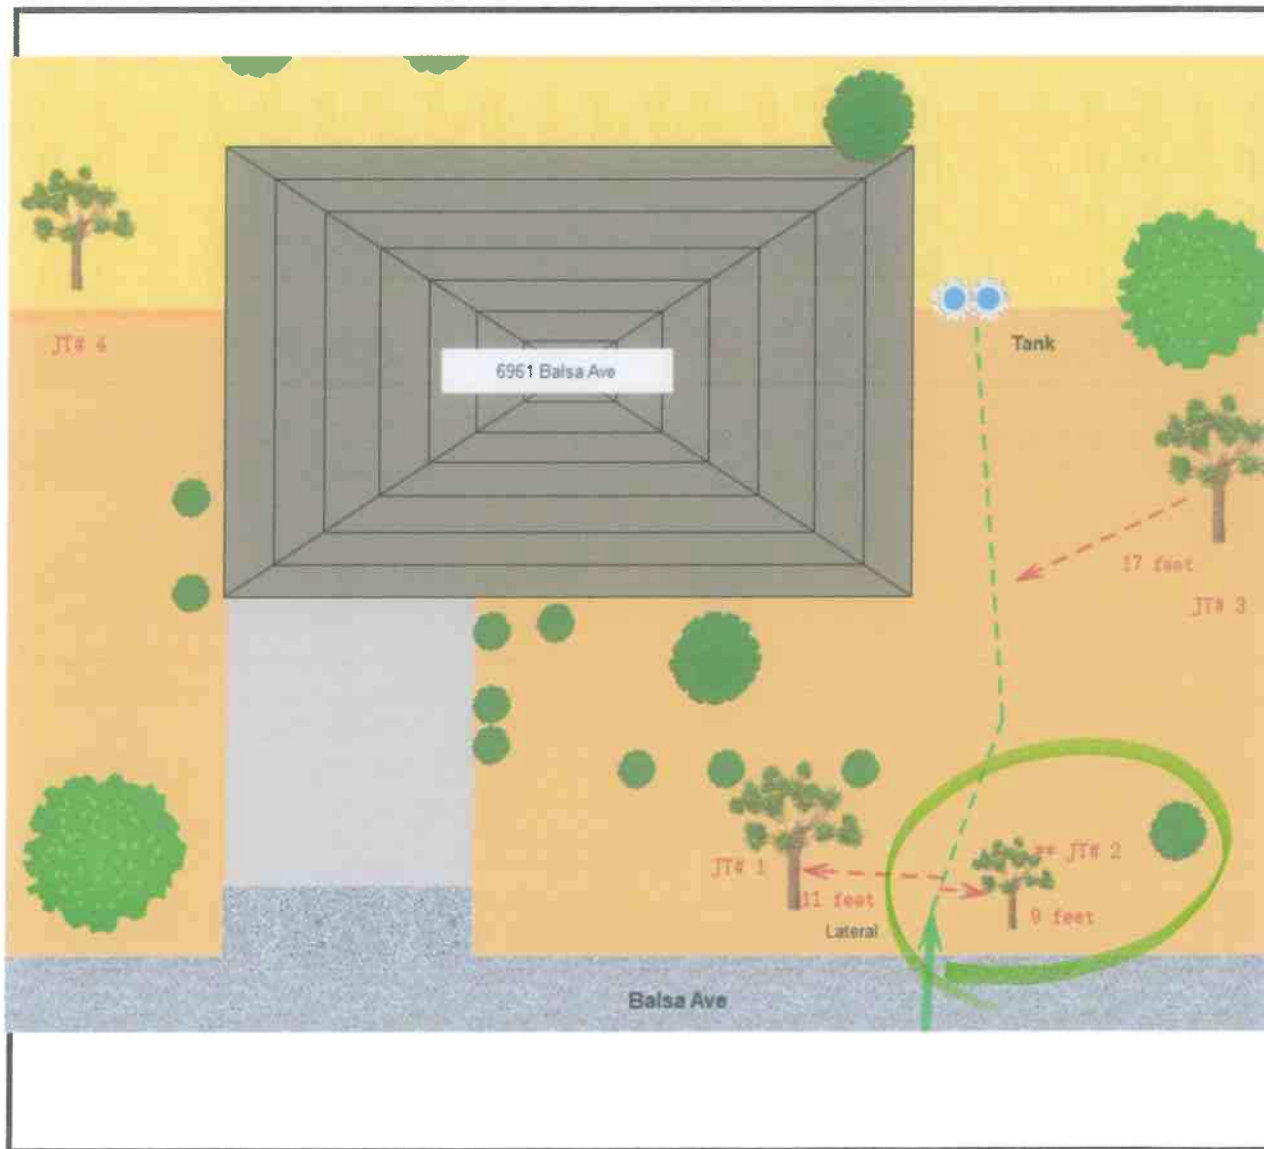 JT# 4
Tank
6961 Balsa Ave
17 feet
JT# 3
** JT# 2
JT# 1
11 feet
9 feet
Lateral
Balsa Ave